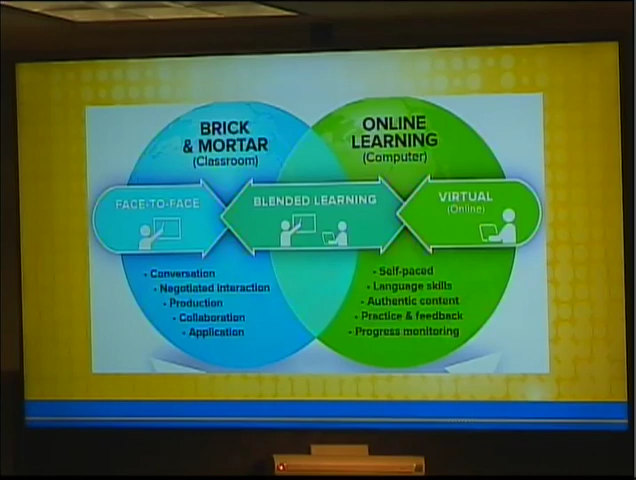 BRICK
& MORTAR
(Classroom)
ONLINE
LEARNING
(Computer)
FACE-TO-FACE
BLENDED LEARNING
VIRTUAL
(Online)
• Conversation
• Negotiated interaction
• Production
• Collaboration
• Application
• Self-paced
• Language skills
• Authentic content
• Practice & feedback
• Progress monitoring